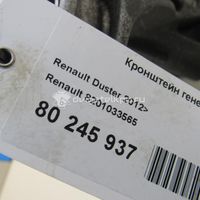 Кронштейн гене
Renault Duster 2012>
Renault 8201033565
80 245 937